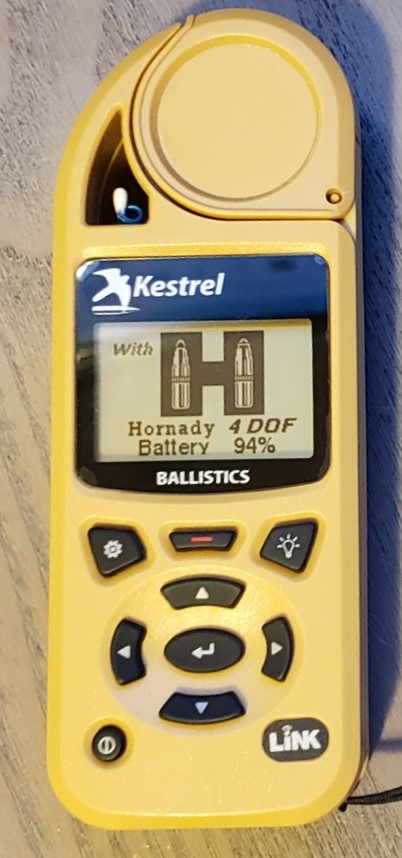 Kestrel
With H
Hornady 4DOF
Battery 94%
BALLISTICS
LiNK